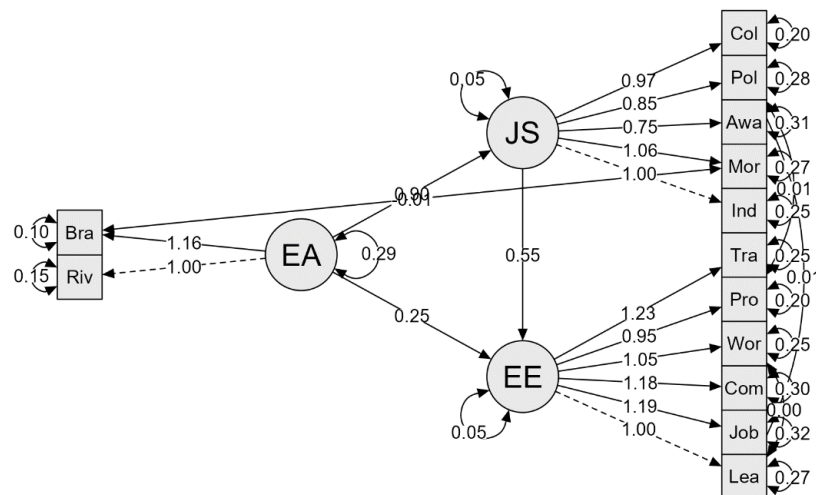 Col
0.20
0.05
0.97
Pol
0.28
0.85
JS
0.75
Awa
0.31
1.06
Mor
0.27
1.00
0.01
0.90
0.01
Ind
0.25
0.10
Bra
1.16
EA
0.29
0.55
Tra
0.25
0.15
Riv
1.00
0.01
0.25
1.23
Pro
0.20
0.95
Wor
0.25
1.05
EE
1.18
Com
0.30
1.19
0.00
0.05
1.00
Job
0.32
Lea
0.27